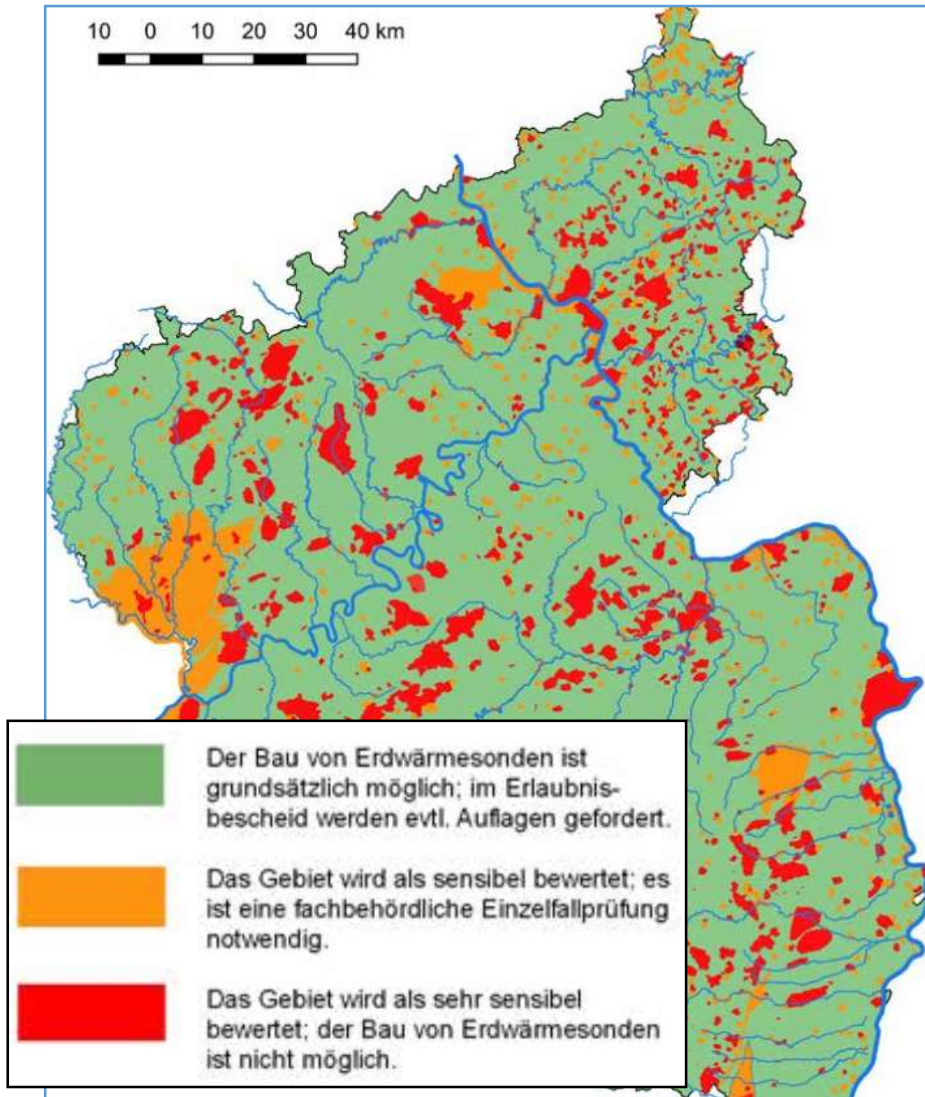 10 0 10 20 30 40 km
Der Bau von Erdwärmesonden ist
grundsätzlich möglich; im Erlaubnis-
bescheid werden evtl. Auflagen gefordert.
Das Gebiet wird als sensibel bewertet; es
ist eine fachbehördliche Einzelfallprüfung
notwendig.
Das Gebiet wird als sehr sensibel
bewertet; der Bau von Erdwärmesonden
ist nicht möglich.